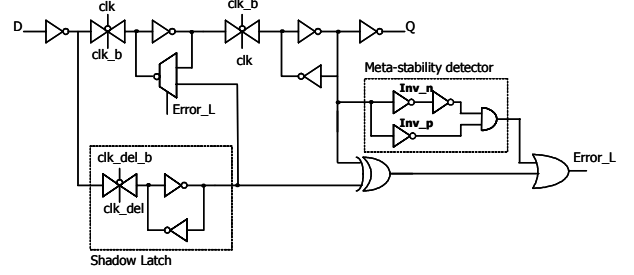 clk
clk_b
D
Q
clk_b
clk
Meta-stability detector
Inv_n
Error_L
Inv_p
Error_L
clk_del_b
clk_del
Shadow Latch